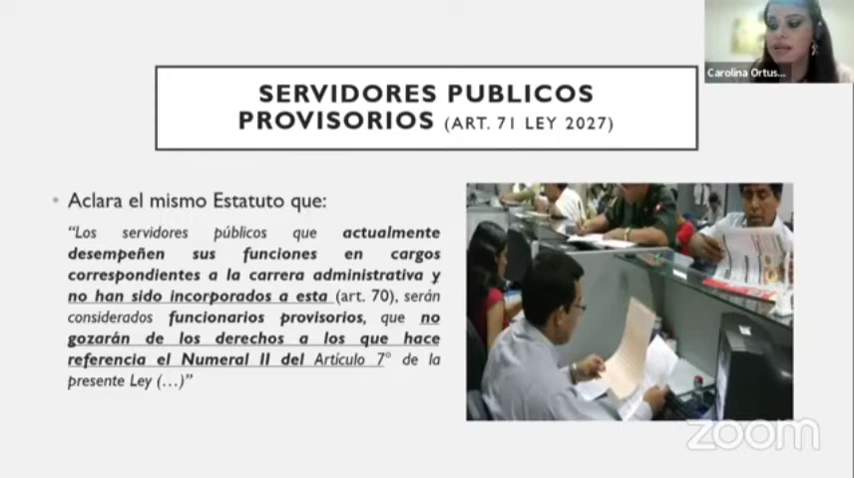 Carolina Ortus...
SERVIDORES PUBLICOS
PROVISORIOS (ART. 71 LEY 2027)
• Aclara el mismo Estatuto que:
“Los servidores públicos que actualmente
desempeñen sus funciones en cargos
correspondientes a la carrera administrativa y
no han sido incorporados a esta (art. 70), serán
considerados funcionarios provisorios, que no
gozarán de los derechos a los que hace
referencia el Numeral II del Artículo 7° de la
presente Ley (…)”
zoom